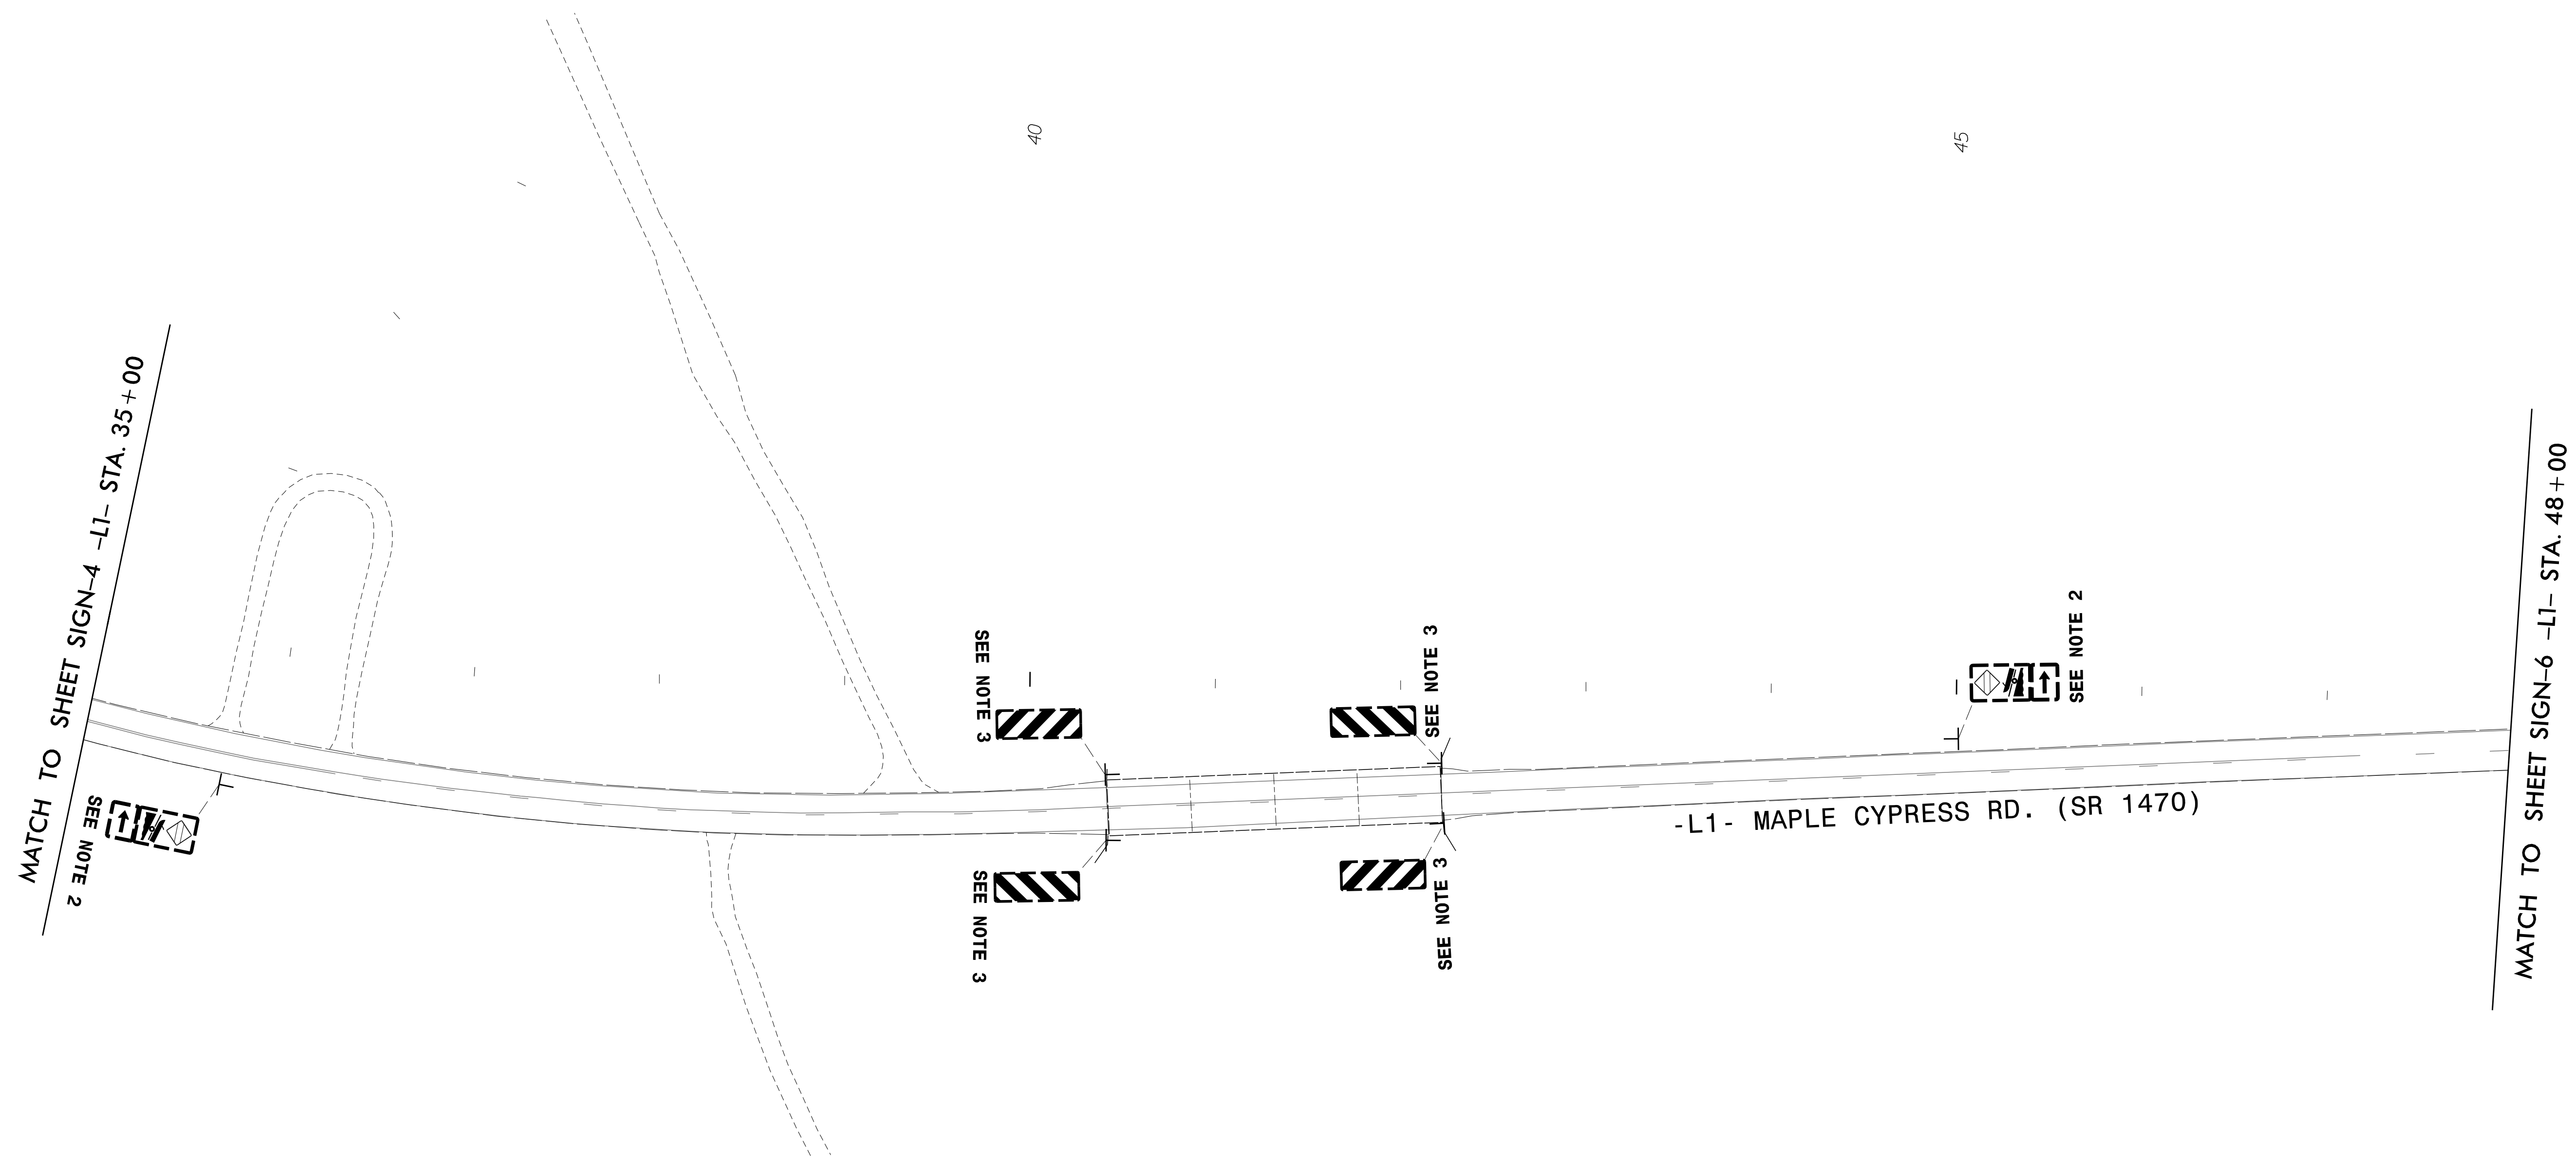 40
45
MATCH TO SHEET SIGN-4 -L1- STA. 35+00
SEE NOTE 2
SEE NOTE 3
SEE NOTE 3
SEE NOTE 3
SEE NOTE 3
SEE NOTE 2
-L1- MAPLE CYPRESS RD. (SR 1470)
MATCH TO SHEET SIGN-6 -L1- STA. 48+00